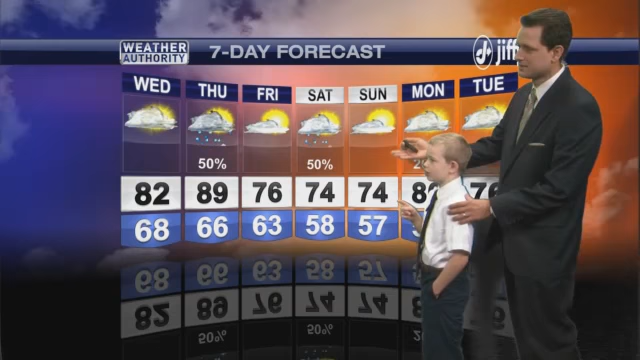 WEATHER
AUTHORITY
7-DAY FORECAST
jiff
WED THU FRI SAT SUN MON TUE
50% 50%
82 89 76 74 74
68 66 63 58 57